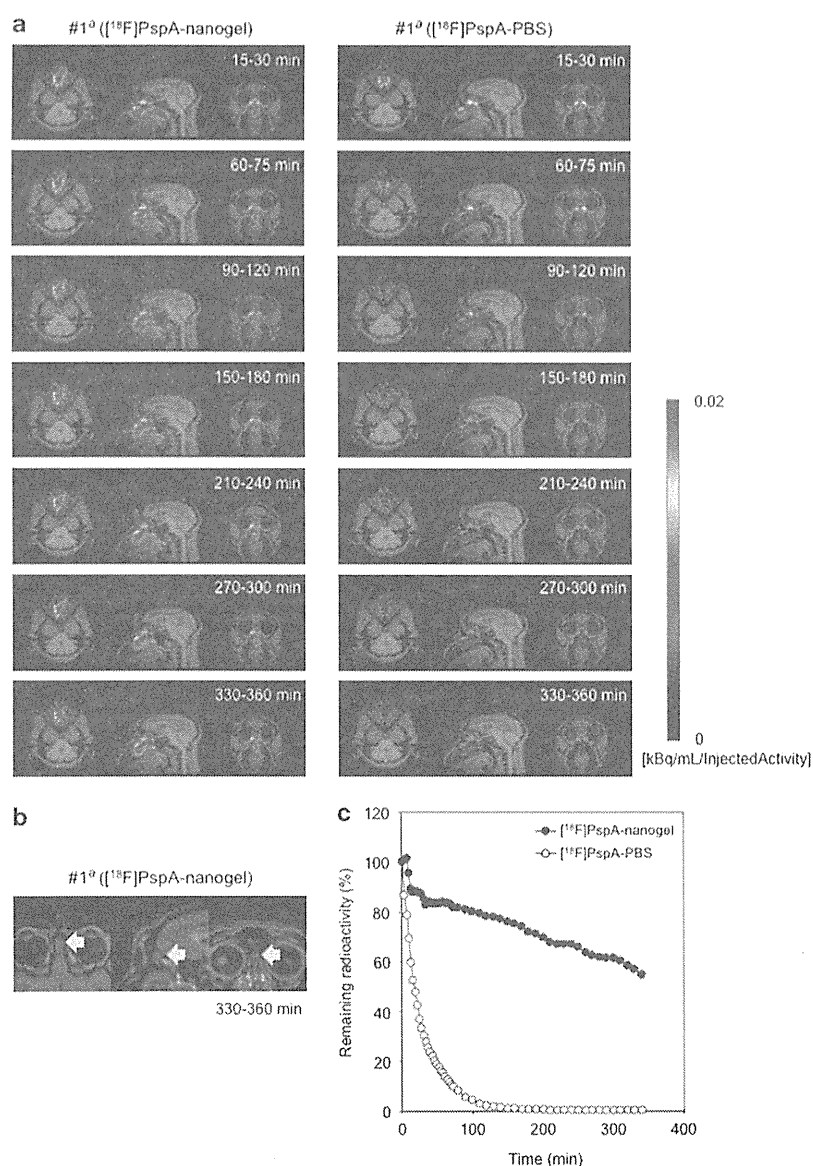 a
#1ª ([¹⁸F]PspA-nanogel)
#1ª ([¹⁸F]PspA-PBS)
15-30 min
15-30 min
60-75 min
60-75 min
90-120 min
90-120 min
150-180 min
150-180 min
0.02
210-240 min
210-240 min
270-300 min
270-300 min
330-360 min
330-360 min
0
[kBq/mL/InjectedActivity]
b
#1ª ([¹⁸F]PspA-nanogel)
330-360 min
c
120
100
80
60
40
20
0
Remaining radioactivity (%)
[¹⁸F]PspA-nanogel
[¹⁸F]PspA-PBS
0
100
200
300
400
Time (min)